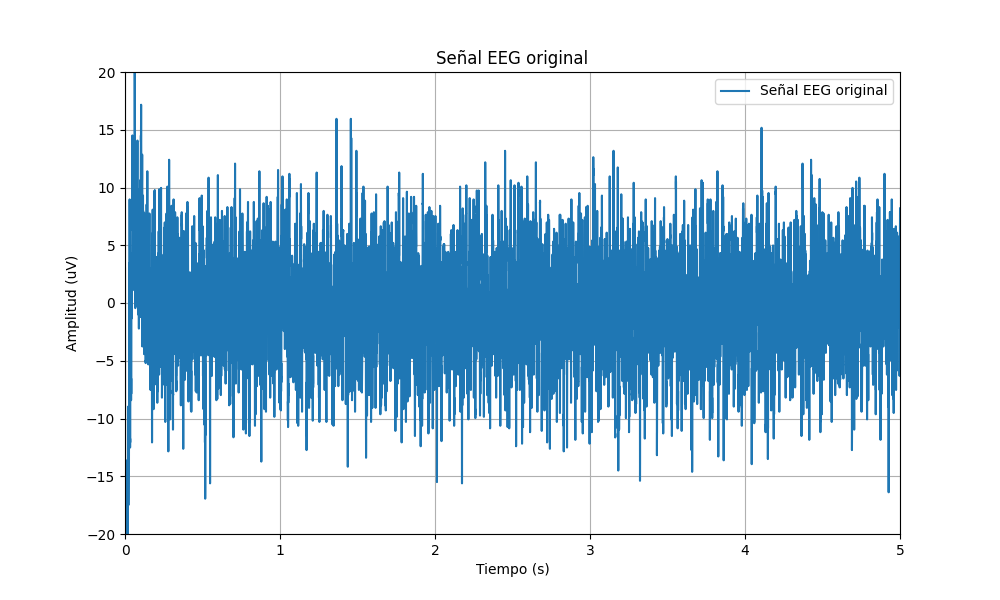 Señal EEG original
Señal EEG original
20
15
10
5
0
−5
−10
−15
−20
Amplitud (uV)
0 1 2 3 4 5
Tiempo (s)